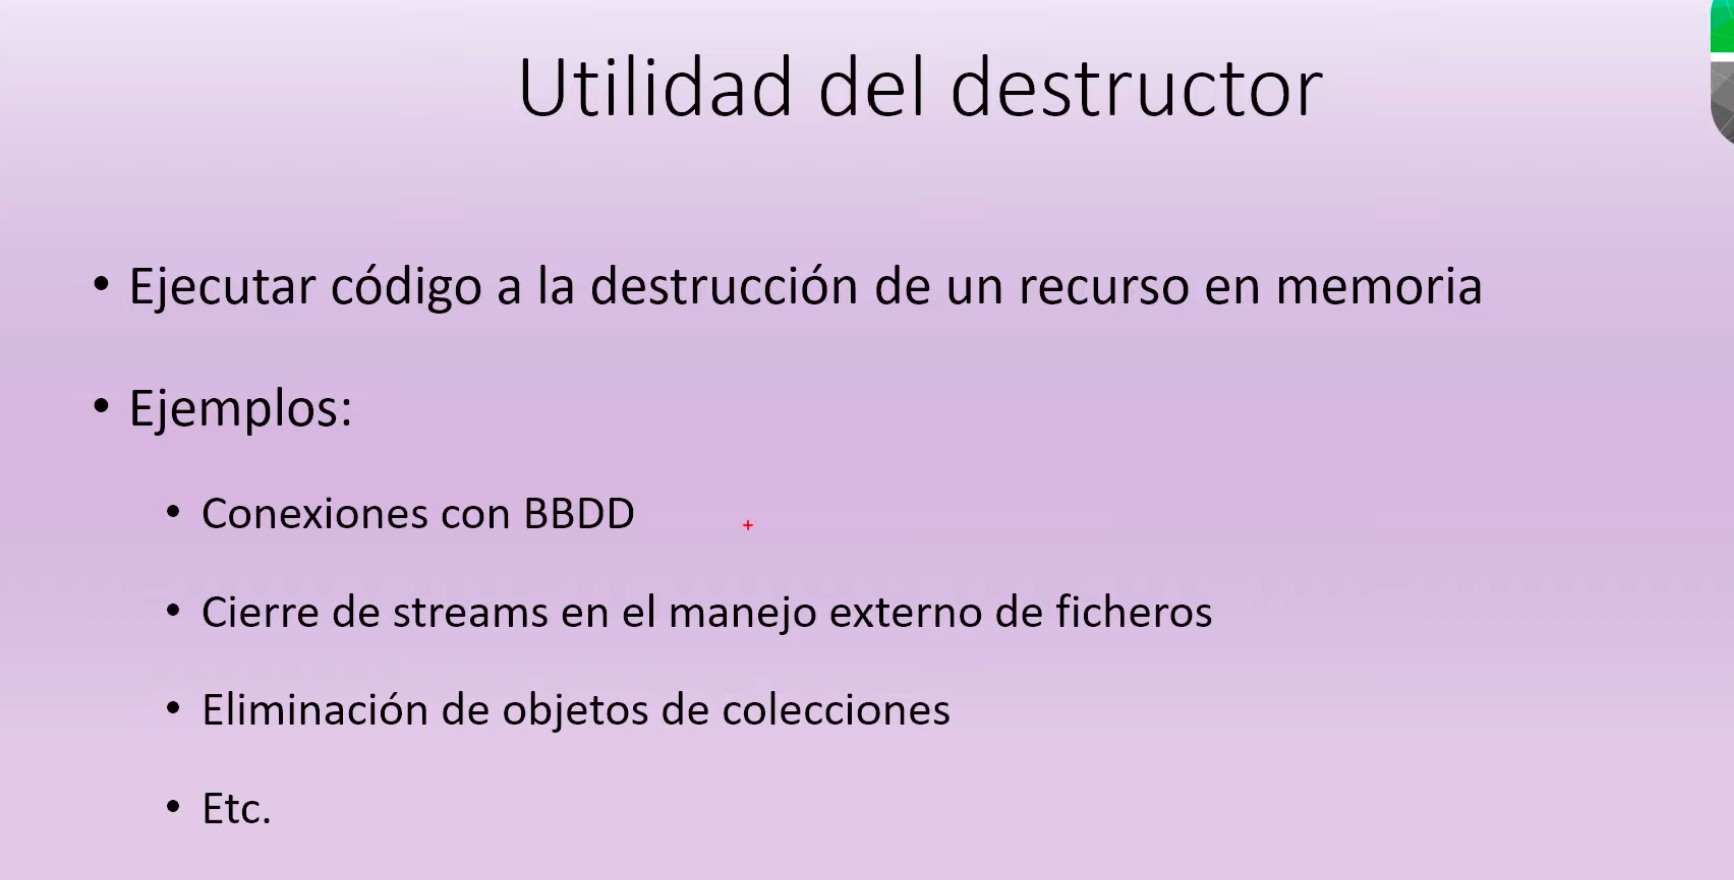 Utilidad del destructor
• Ejecutar código a la destrucción de un recurso en memoria
• Ejemplos:
• Conexiones con BBDD
• Cierre de streams en el manejo externo de ficheros
• Eliminación de objetos de colecciones
• Etc.